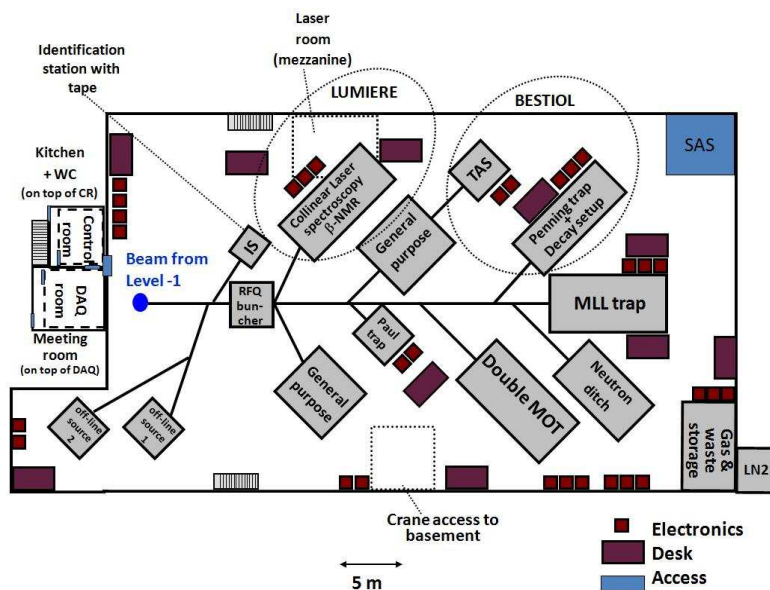 Laser
room
(mezzanine)
Identification
station with
tape
LUMIERE
BESTIOL
SAS
Kitchen
+ WC
(on top of CR)
Control
room
DAQ
room
Meeting
room
(on top of DAQ)
Beam from
Level -1
IS
Collinear Laser
spectroscopy
β-NMR
General
purpose
TAS
Penning trap
+
Decay setup
RFQ
bun-
cher
MLL trap
Paul
trap
General
purpose
Double MOT
Neutron
ditch
off-line
source
2
off-line
source 1
Gas &
waste
storage
LN2
Crane access to
basement
5 m
Electronics
Desk
Access